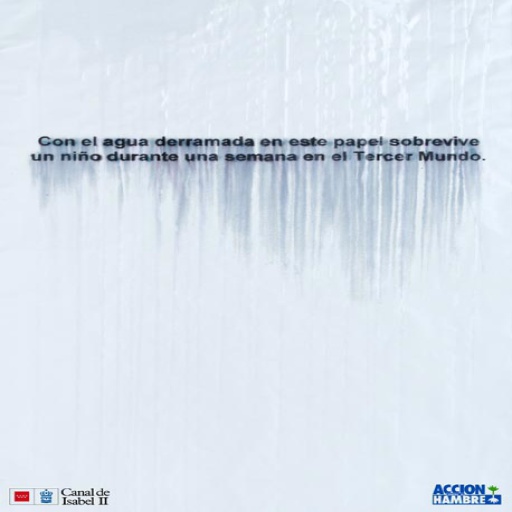 Con el agua derramada en este papel sobrevive
un niño durante una semana en el Tercer Mundo.
Canal de
Isabel II
ACCION
HAMBRE